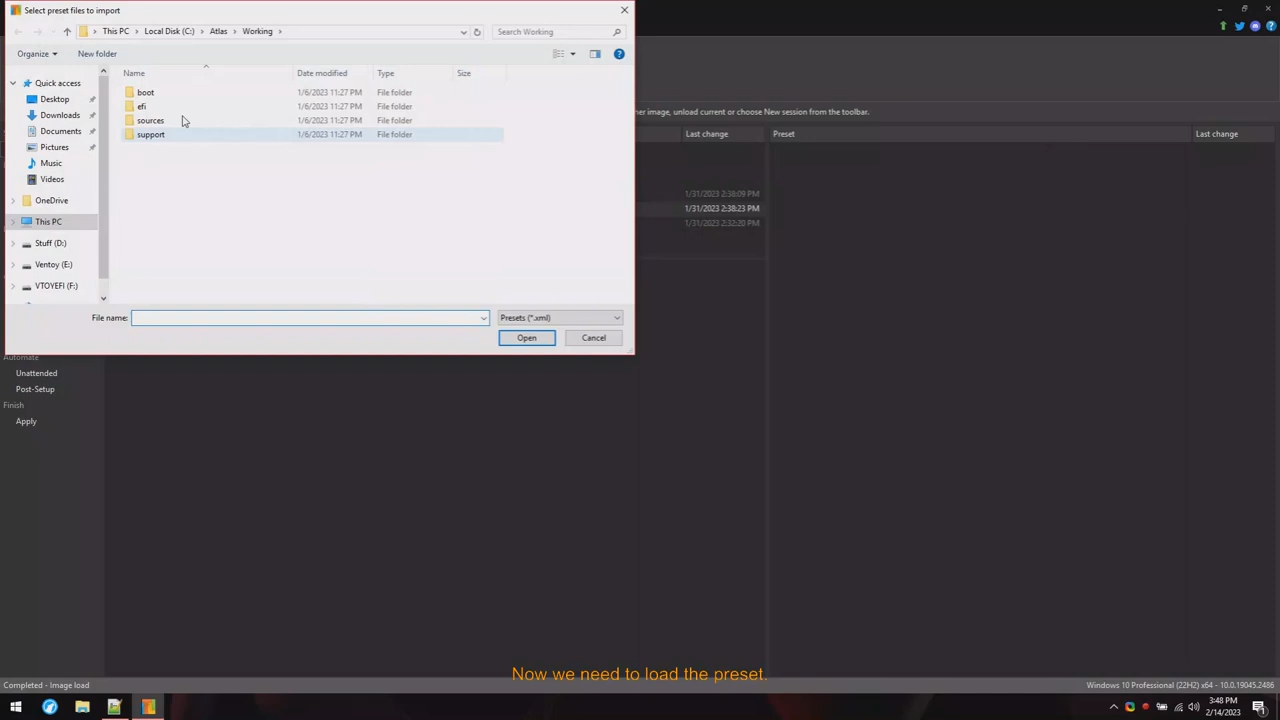 Select preset files to import
This PC > Local Disk (C:) > Atlas > Working >
Search Working
Organize
New folder
Name
Date modified
Type
Size
Quick access
Desktop
Downloads
Documents
Pictures
Music
Videos
OneDrive
This PC
Stuff (D:)
Ventoy (E:)
VTOYEFI (F:)
boot 1/6/2023 11:27 PM File folder
efi 1/6/2023 11:27 PM File folder
sources 1/6/2023 11:27 PM File folder
support 1/6/2023 11:27 PM File folder
File name:
Presets (*.xml)
Open
Cancel
er image, unload current or choose New session from the toolbar.
Last change
Preset
Last change
1/31/2023 2:38:09 PM
1/31/2023 2:38:23 PM
1/31/2023 2:32:20 PM
Automate
Unattended
Post-Setup
Finish
Apply
Now we need to load the preset.
Completed - Image load
Windows 10 Professional (22H2) x64 - 10.0.19045.2486
3:48 PM
2/14/2023